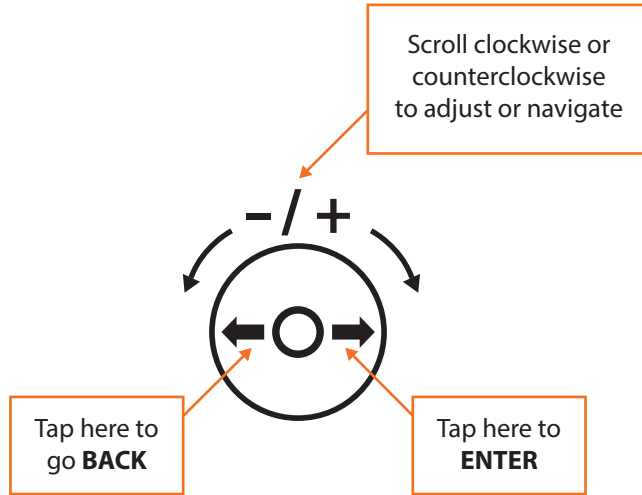 Scroll clockwise or
counterclockwise
to adjust or navigate
- / +
Tap here to
go BACK
Tap here to
ENTER